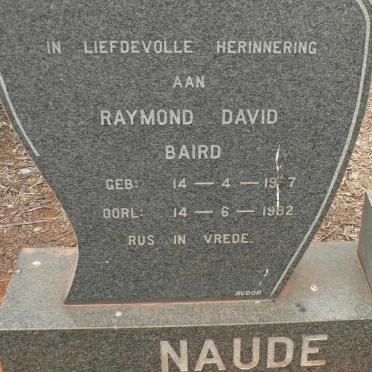 IN LIEFDEVOLLE HERINNERING
AAN
RAYMOND DAVID
BAIRD
GEB: 14 — 4 — 19
OORL: 14 — 6 — 1982
RUS IN VREDE.
AVBOB
NAUDE